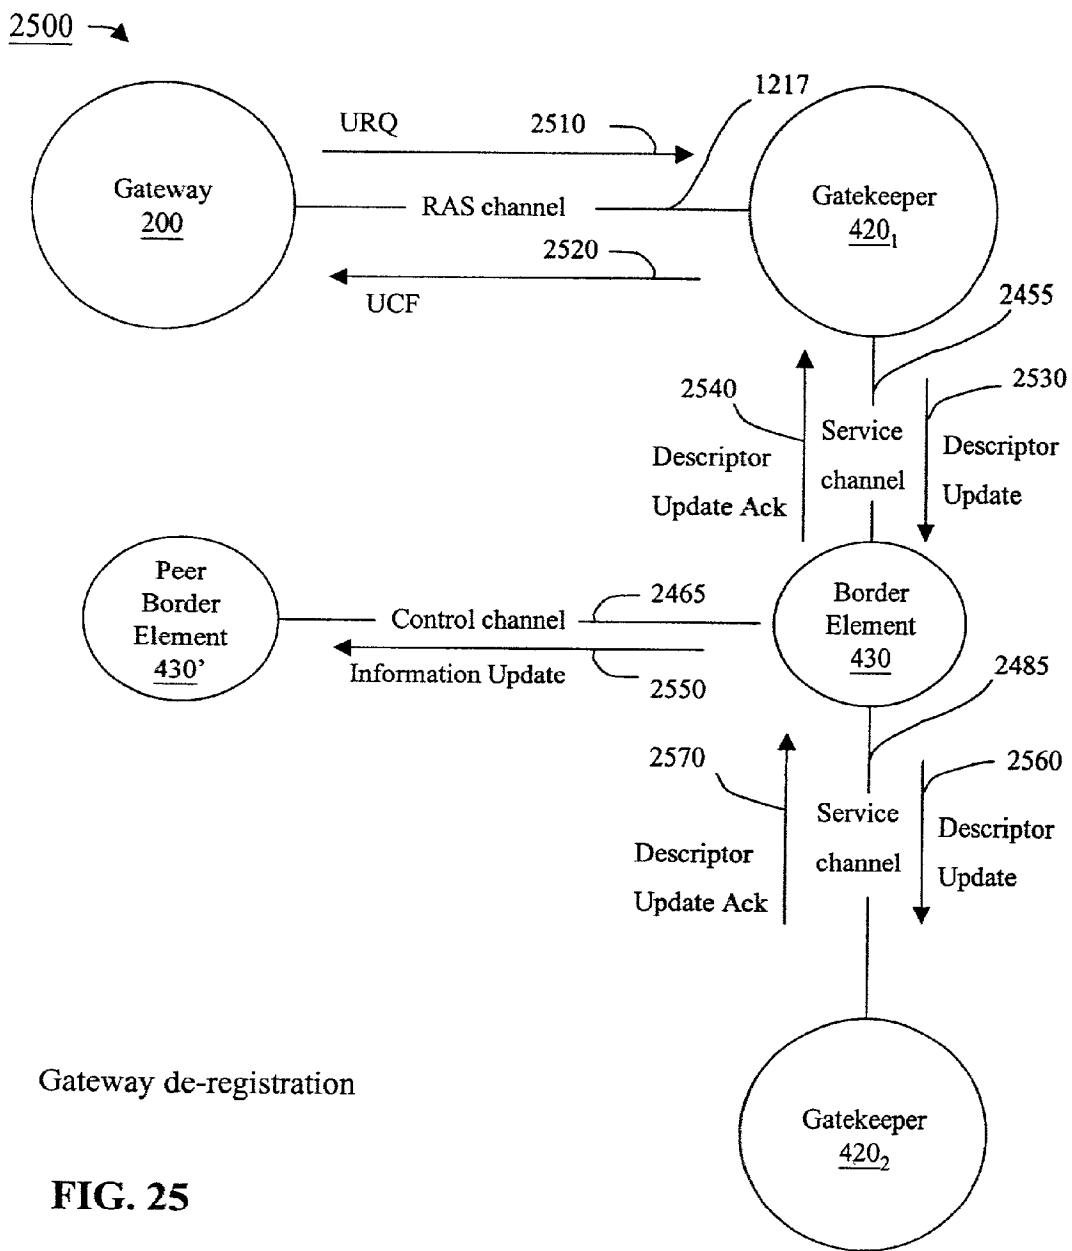 2500
1217
URQ
2510
Gateway
200
RAS channel
Gatekeeper
420₁
2520
UCF
2455
2540
2530
Service
channel
Descriptor
Update Ack
Descriptor
Update
Peer
Border
Element
430’
2465
Control channel
Information Update
2550
Border
Element
430
2485
2570
2560
Service
channel
Descriptor
Update Ack
Descriptor
Update
Gateway de-registration
Gatekeeper
420₂
FIG. 25